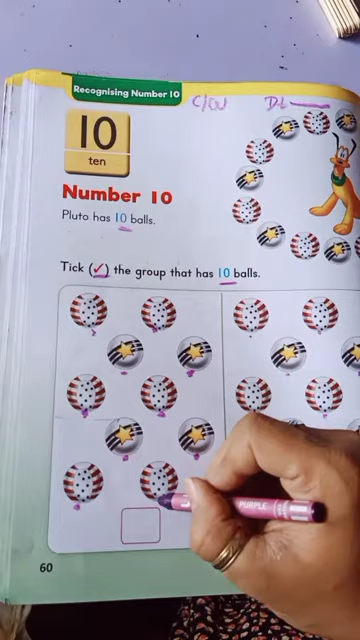 Recognising Number 10
C/W D.L
10
ten
Number 10
Pluto has 10 balls.
Tick (✓) the group that has 10 balls.
PURPLE
60